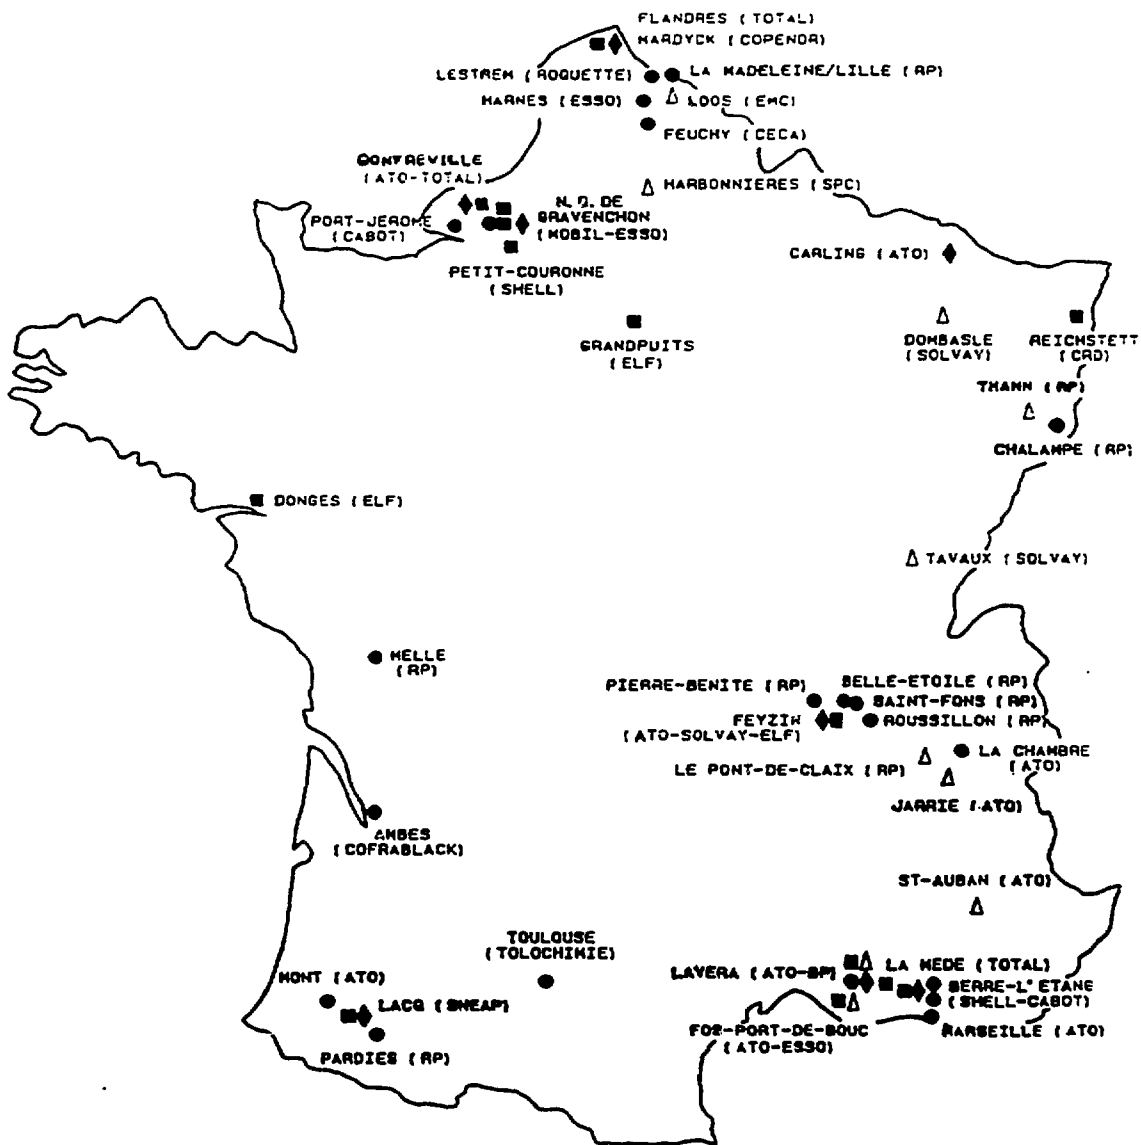 FLANDRES (TOTAL)
HARDYCK (COPENOR)
LESTREM (ROQUETTE)
LA MADELEINE/LILLE (RP)
HARNES (ESSO)
LOOS (EMC)
FEUCHY (CECA)
GONFREVILLE
(ATO-TOTAL)
HARBONNIERES (SPC)
PORT-JEROME
(CABOT)
N. D. DE
GRAVENCHON
(MOBIL-ESSO)
CARLING (ATO)
PETIT-COURONNE
(SHELL)
GRANDPUITS
(ELF)
DOMBASLE
(SOLVAY)
REICHSTETT
(CRD)
THANN (RP)
CHALAMPE (RP)
DONGES (ELF)
TAVAUX (SOLVAY)
MELLE
(RP)
PIERRE-BENITE (RP)
BELLE-ETOILE (RP)
SAINT-FONS (RP)
FEYZIN
(ATO-SOLVAY-ELF)
ROUSSILLON (RP)
LE PONT-DE-CLAIX (RP)
LA CHAMBRE
(ATO)
JARRIE (ATO)
AMBES
(COFRABLACK)
ST-AUBAN (ATO)
TOULOUSE
(TOLOCHIMIE)
MONT (ATO)
LACQ (SNEAP)
PARDIES (RP)
LAVERA (ATO-BP)
LA MEDE (TOTAL)
BERRE-L'ETANE
(SHELL-CABOT)
FOS-PORT-DE-BOUC
(ATO-ESSO)
MARSEILLE (ATO)